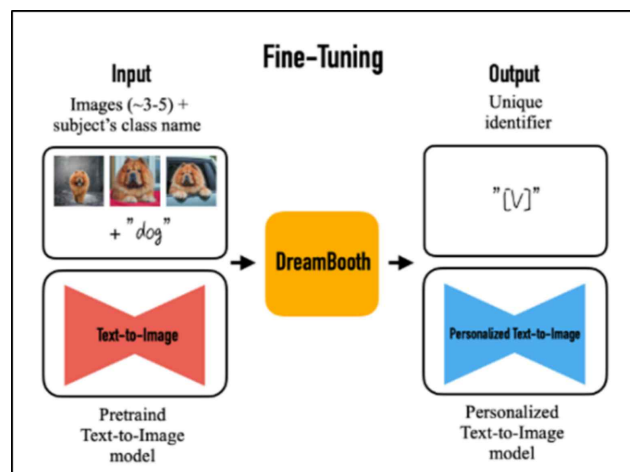 Fine-Tuning
Input
Images (~3-5) +
subject's class name
+ "dog"
Text-to-Image
Pretraind
Text-to-Image
model
DreamBooth
Output
Unique
identifier
"[V]"
Personalized Text-to-Image
Personalized
Text-to-Image
model